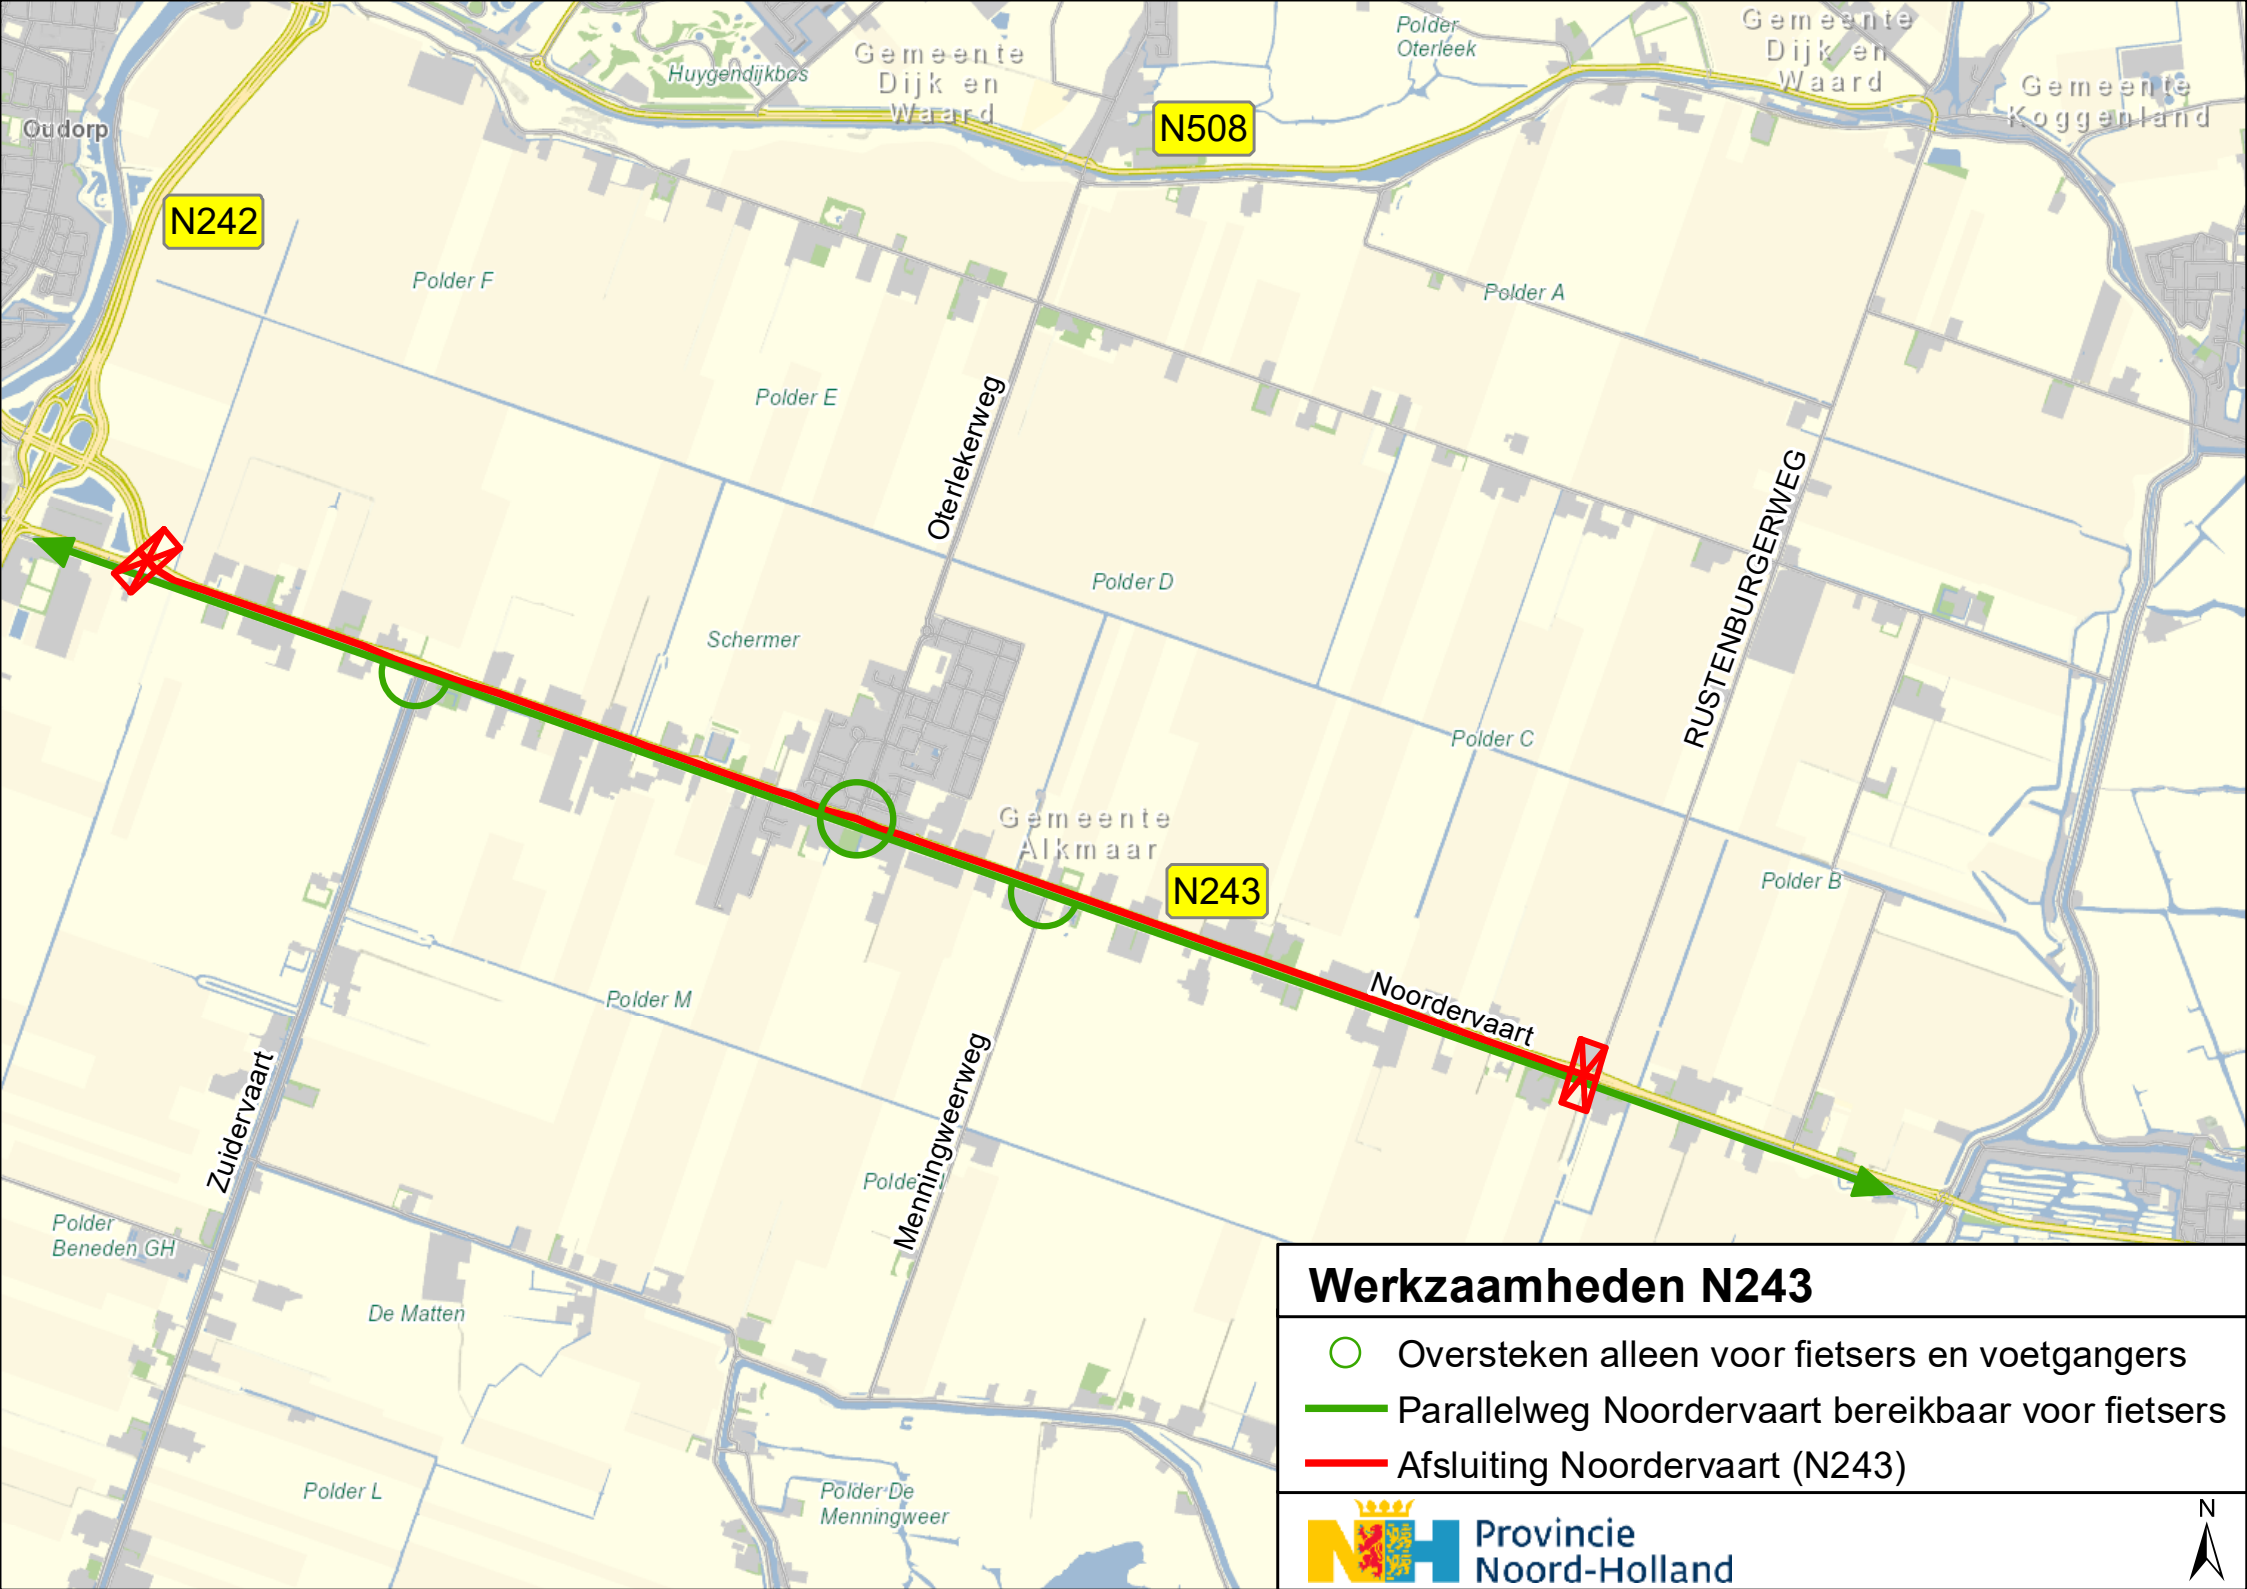 Polder
Oterleek
Gemeente
Dijk en
Waard
Gemeente
Dijk en
Waard
Huygendijkbos
Gemeente
Koggenland
Oudorp
N508
N242
Polder F
Polder A
Polder E
Oterlekerweg
RUSTENBURGERWEG
Polder D
Schermer
Polder C
Gemeente
Alkmaar
N243
Polder B
Noordervaart
Polder M
Zuidervaart
Menningweerweg
Polder
Polder
Beneden GH
De Matten
Polder L
Polder De
Menningweer
Werkzaamheden N243
Oversteken alleen voor fietsers en voetgangers
Parallelweg Noordervaart bereikbaar voor fietsers
Afsluiting Noordervaart (N243)
NH
Provincie
Noord-Holland
N